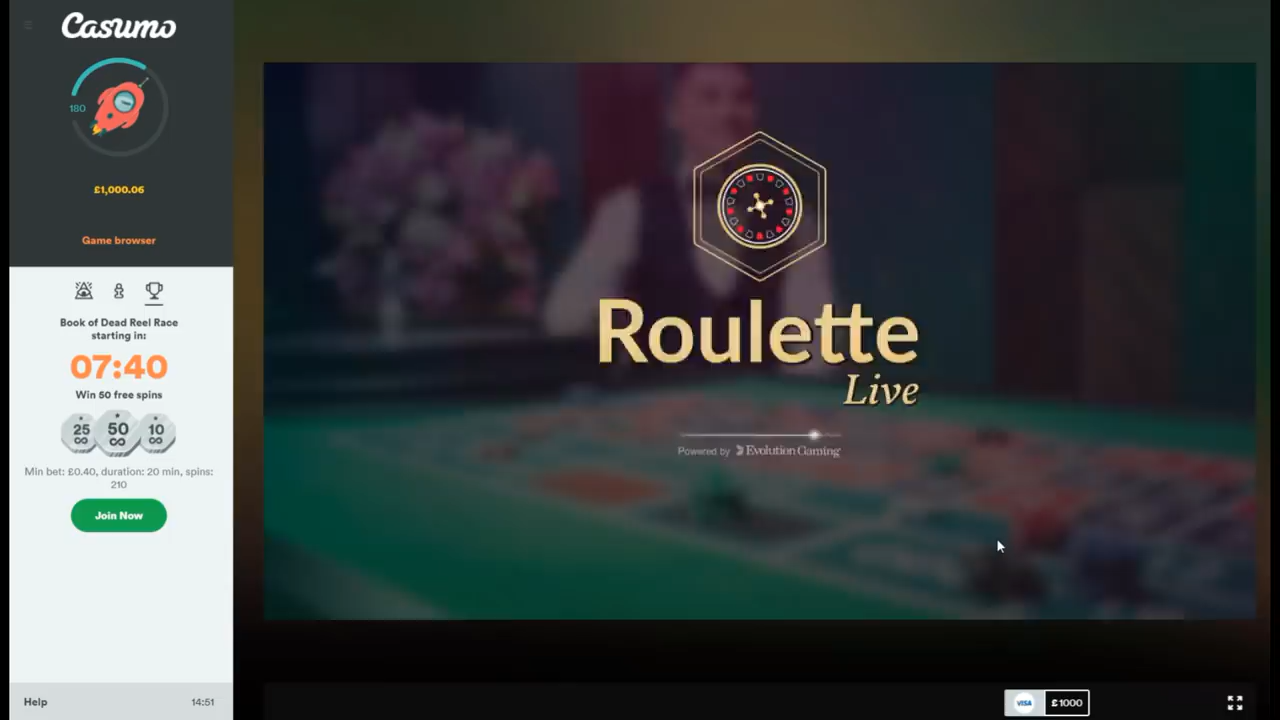 Casumo
180
£1,000.06
Game browser
Book of Dead Reel Race
starting in:
07:40
Win 50 free spins
25 50 10
Min bet: £0.40, duration: 20 min, spins:
210
Join Now
Help 14:51
Roulette
Live
Powered by Evolution Gaming
VISA £1000